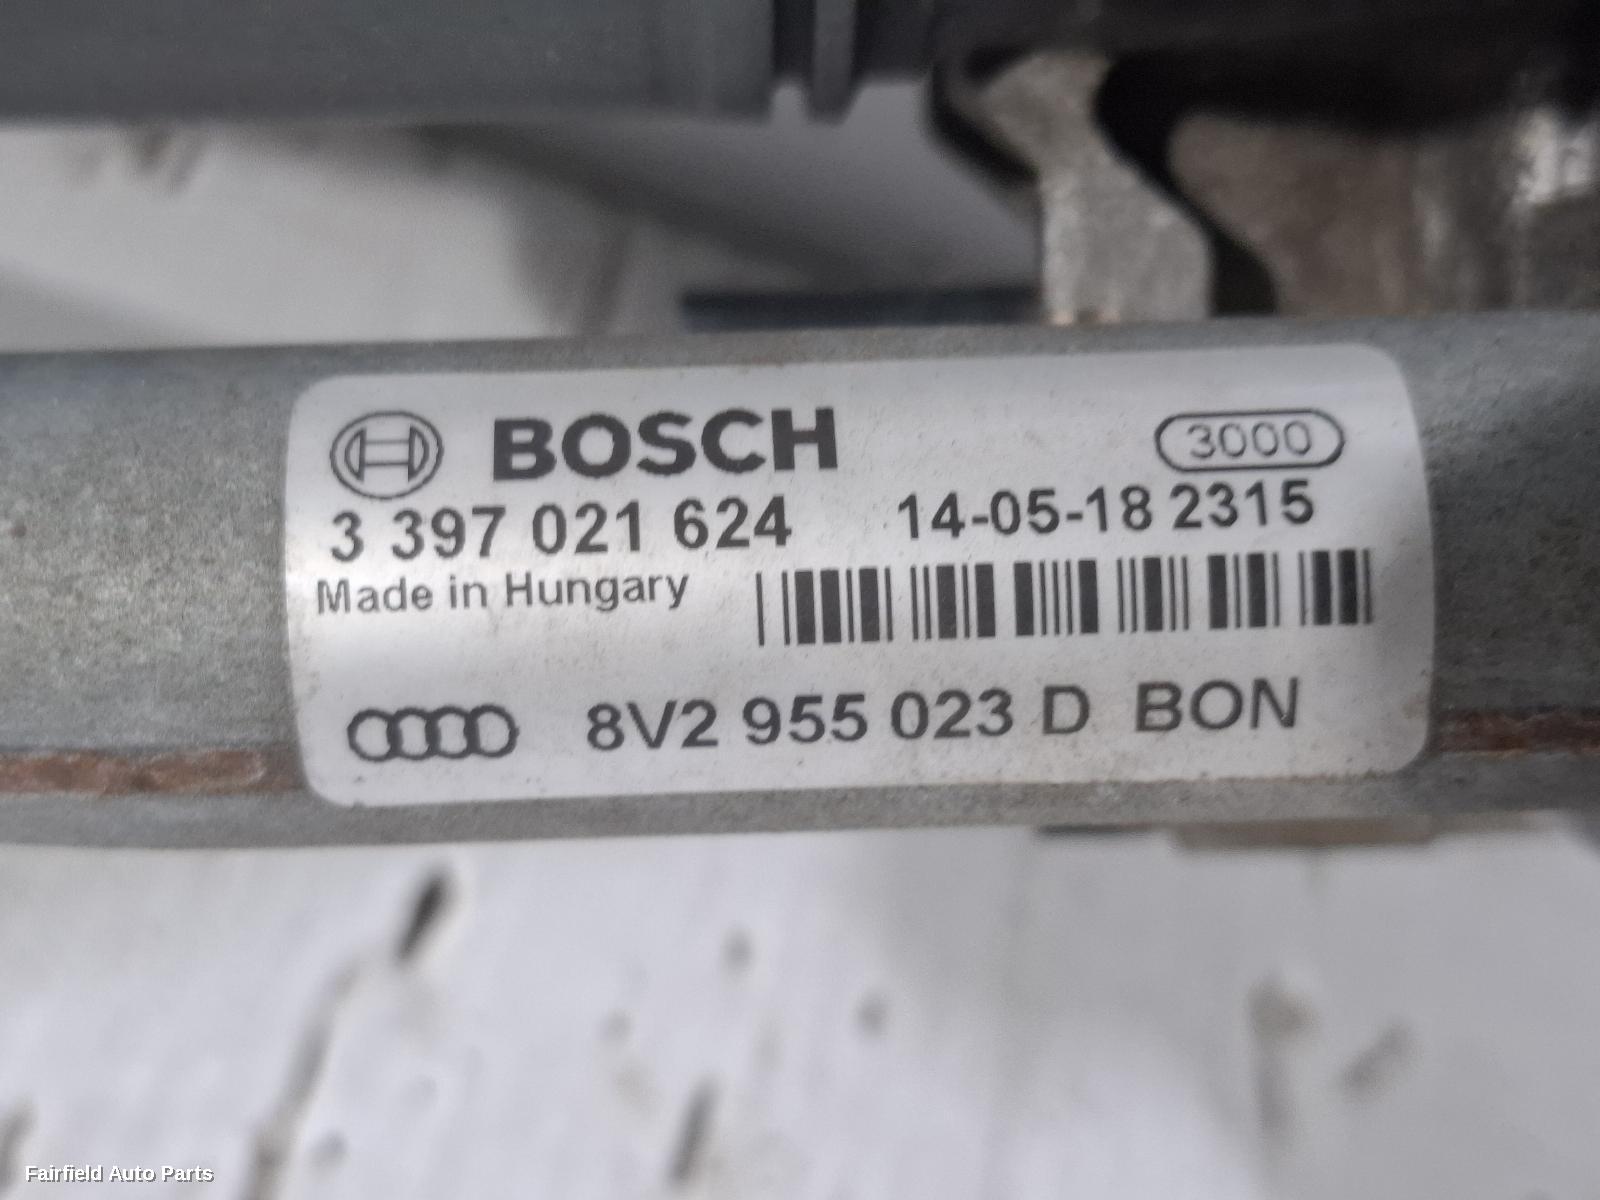 BOSCH 3000
3 397 021 624 14-05-18 2315
Made in Hungary
8V2 955 023 D BON
Fairfield Auto Parts